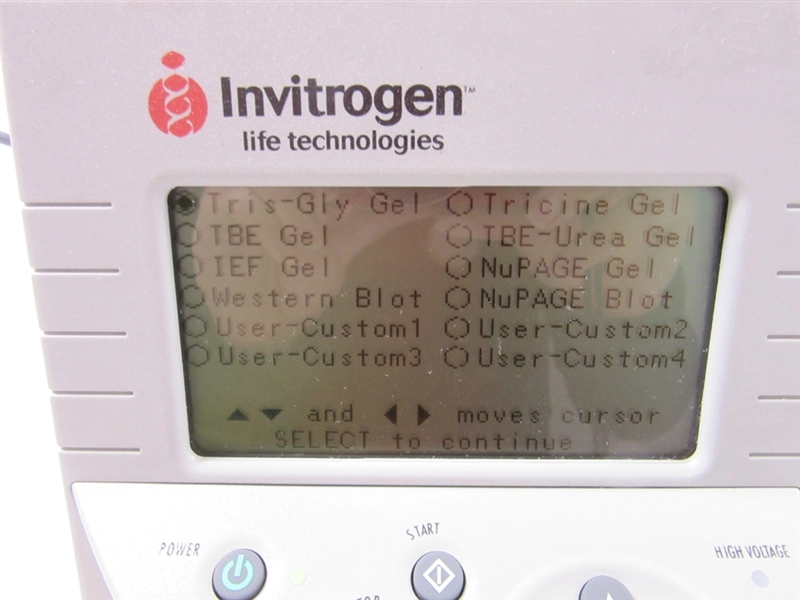 Invitrogen™
life technologies
Tris-Gly Gel Tricine Gel
TBE Gel TBE-Urea Gel
IEF Gel NuPAGE Gel
Western Blot NuPAGE Blot
User-Custom1 User-Custom2
User-Custom3 User-Custom4
▲ ▼ and ◀ ▶ moves cursor
SELECT to continue
START
POWER
HIGH VOLTAGE